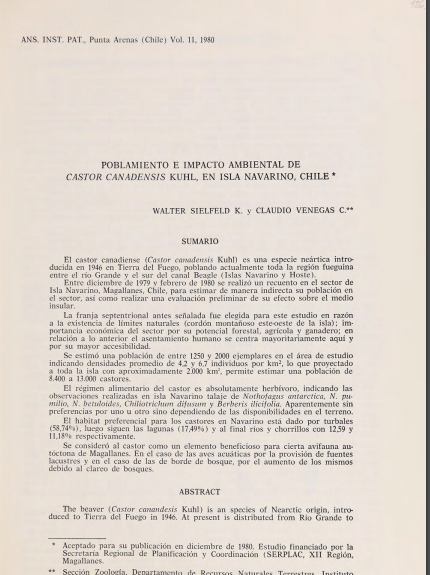 ANS. INST. PAT., Punta Arenas (Chile) Vol. 11, 1980
POBLAMIENTO E IMPACTO AMBIENTAL DE
CASTOR CANADENSIS KUHL, EN ISLA NAVARINO, CHILE *
WALTER SIELFELD K. y CLAUDIO VENEGAS C.**
SUMARIO
El castor canadiense (Castor canadensis Kuhl) es una especie neártica intro-
ducida en 1946 en Tierra del Fuego, poblando actualmente toda la región fueguina
entre el río Grande y el sur del canal Beagle (Islas Navarino y Hoste).
Entre diciembre de 1979 y febrero de 1980 se realizó un recuento en el sector de
Isla Navarino, Magallanes, Chile, para estimar de manera indirecta su población en
el sector, así como realizar una evaluación preliminar de su efecto sobre el medio
insular.
La franja septentrional antes señalada fue elegida para este estudio en razón
a la existencia de límites naturales (cordón montañoso este-oeste de la isla); im-
portancia económica del sector por su potencial forestal, agrícola y ganadero; en
relación a lo anterior el asentamiento humano se centra mayoritariamente aquí y
por su mayor accesibilidad.
Se estimó una población de entre 1250 y 2000 ejemplares en el área de estudio
indicando densidades promedio de 4,2 y 6,7 individuos por km², lo que proyectado
a toda la isla con aproximadamente 2.000 km², permite estimar una población de
8.400 a 13.000 castores.
El régimen alimentario del castor es absolutamente herbívoro, indicando las
observaciones realizadas en isla Navarino talaje de Nothofagus antarctica, N. pu-
milio, N. betuloides, Chiliotrichum difusum y Berberis ilicifolia. Aparentemente sin
preferencias por uno u otro sino dependiendo de las disponibilidades en el terreno.
El habitat preferencial para los castores en Navarino está dado por turbales
(58,74%), luego siguen las lagunas (17,49%) y al final ríos y chorrillos con 12,59 y
11,18% respectivamente.
Se consideró al castor como un elemento beneficioso para cierta avifauna au-
tóctona de Magallanes. En el caso de las aves acuáticas por la provisión de fuentes
lacustres y en el caso de las de borde de bosque, por el aumento de los mismos
debido al clareo de bosques.
ABSTRACT
The beaver (Castor canandesis Kuhl) is an species of Nearctic origin, intro-
duced to Tierra del Fuego in 1946. At present is distributed from Río Grande to
* Aceptado para su publicación en diciembre de 1980. Estudio financiado por la
Secretaría Regional de Planificación y Coordinación (SERPLAC, XII Región,
Magallanes.
** Sección Zoología, Departamento de Recursos Naturales Terrestres, Instituto